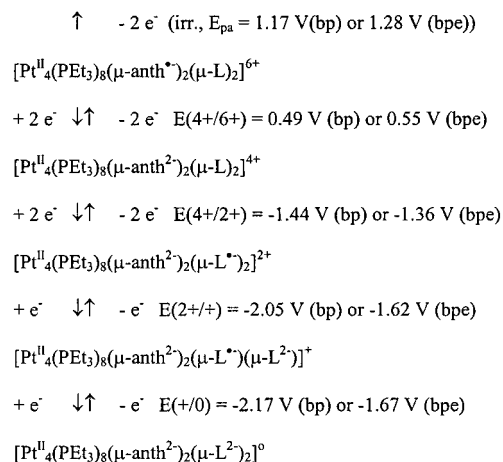 ↑ - 2 e⁻ (irr., Eₚₐ = 1.17 V(bp) or 1.28 V (bpe))
[Ptᴵᴵ₄(PEt₃)₈(μ-anth•⁻)₂(μ-L)₂]⁶⁺
+ 2 e⁻ ↓↑ - 2 e⁻ E(4+/6+) = 0.49 V (bp) or 0.55 V (bpe)
[Ptᴵᴵ₄(PEt₃)₈(μ-anth²⁻)₂(μ-L)₂]⁴⁺
+ 2 e⁻ ↓↑ - 2 e⁻ E(4+/2+) = -1.44 V (bp) or -1.36 V (bpe)
[Ptᴵᴵ₄(PEt₃)₈(μ-anth²⁻)₂(μ-L•⁻)₂]²⁺
+ e⁻ ↓↑ - e⁻ E(2+/+) = -2.05 V (bp) or -1.62 V (bpe)
[Ptᴵᴵ₄(PEt₃)₈(μ-anth²⁻)₂(μ-L•⁻)(μ-L²⁻)]⁺
+ e⁻ ↓↑ - e⁻ E(+/0) = -2.17 V (bp) or -1.67 V (bpe)
[Ptᴵᴵ₄(PEt₃)₈(μ-anth²⁻)₂(μ-L²⁻)₂]⁰